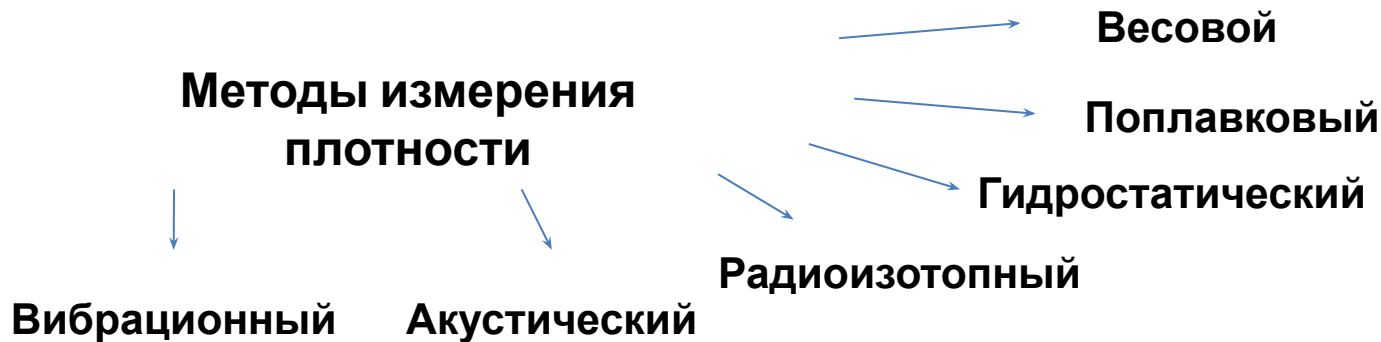 Методы измерения
плотности
Весовой
Поплавковый
Гидростатический
Радиоизотопный
Акустический
Вибрационный